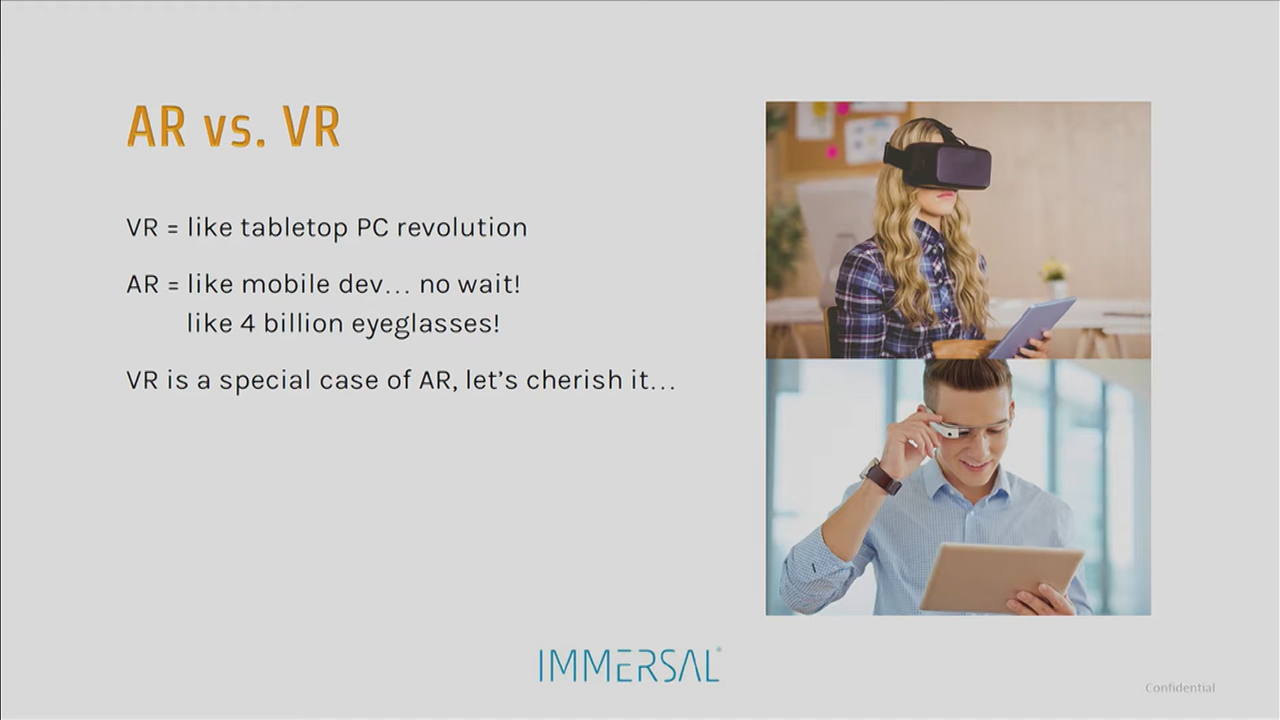 AR vs. VR
VR = like tabletop PC revolution
AR = like mobile dev... no wait!
like 4 billion eyeglasses!
VR is a special case of AR, let's cherish it...
IMMERSAL
Confidential